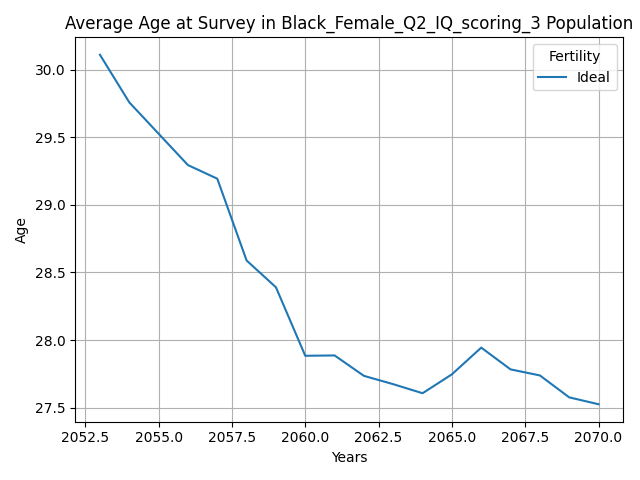 Average Age at Survey in Black_Female_Q2_IQ_scoring_3 Population
Fertility
Ideal
30.0
29.5
29.0
28.5
28.0
27.5
Age
2052.5 2055.0 2057.5 2060.0 2062.5 2065.0 2067.5 2070.0
Years